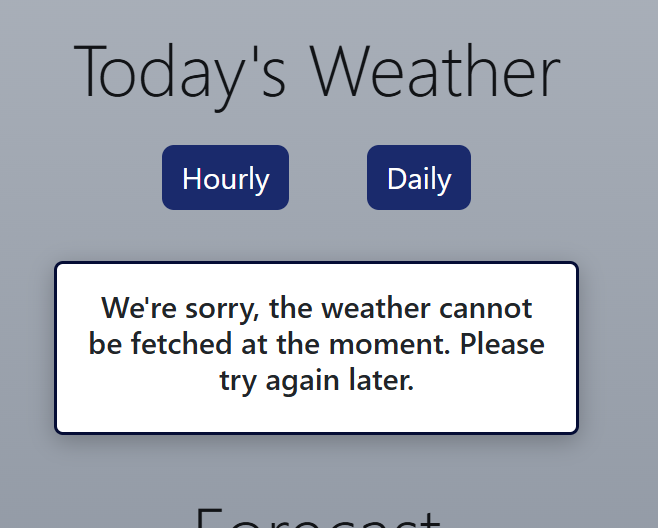 Today's Weather
Hourly
Daily
We're sorry, the weather cannot
be fetched at the moment. Please
try again later.
Forecast